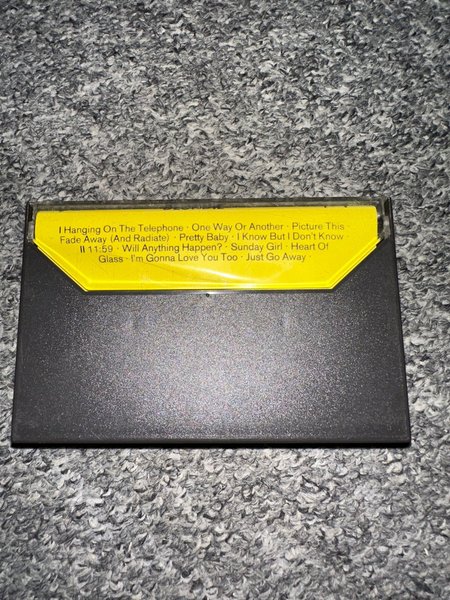 I Hanging On The Telephone · One Way Or Another · Picture This ·
Fade Away (And Radiate) · Pretty Baby · I Know But I Don't Know ·
II 11:59 · Will Anything Happen? · Sunday Girl · Heart Of
Glass · I'm Gonna Love You Too · Just Go Away ·